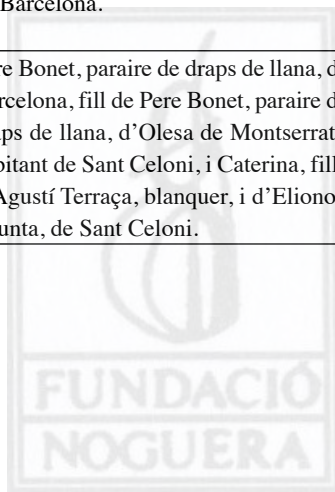 Barcelona.
re Bonet, paraire de draps de llana, d
rcelona, fill de Pere Bonet, paraire d
ps de llana, d’Olesa de Montserrat
bitant de Sant Celoni, i Caterina, fill
Agustí Terraça, blanquer, i d’Eliono
unta, de Sant Celoni.
FUNDACIÓ
NOGUERA